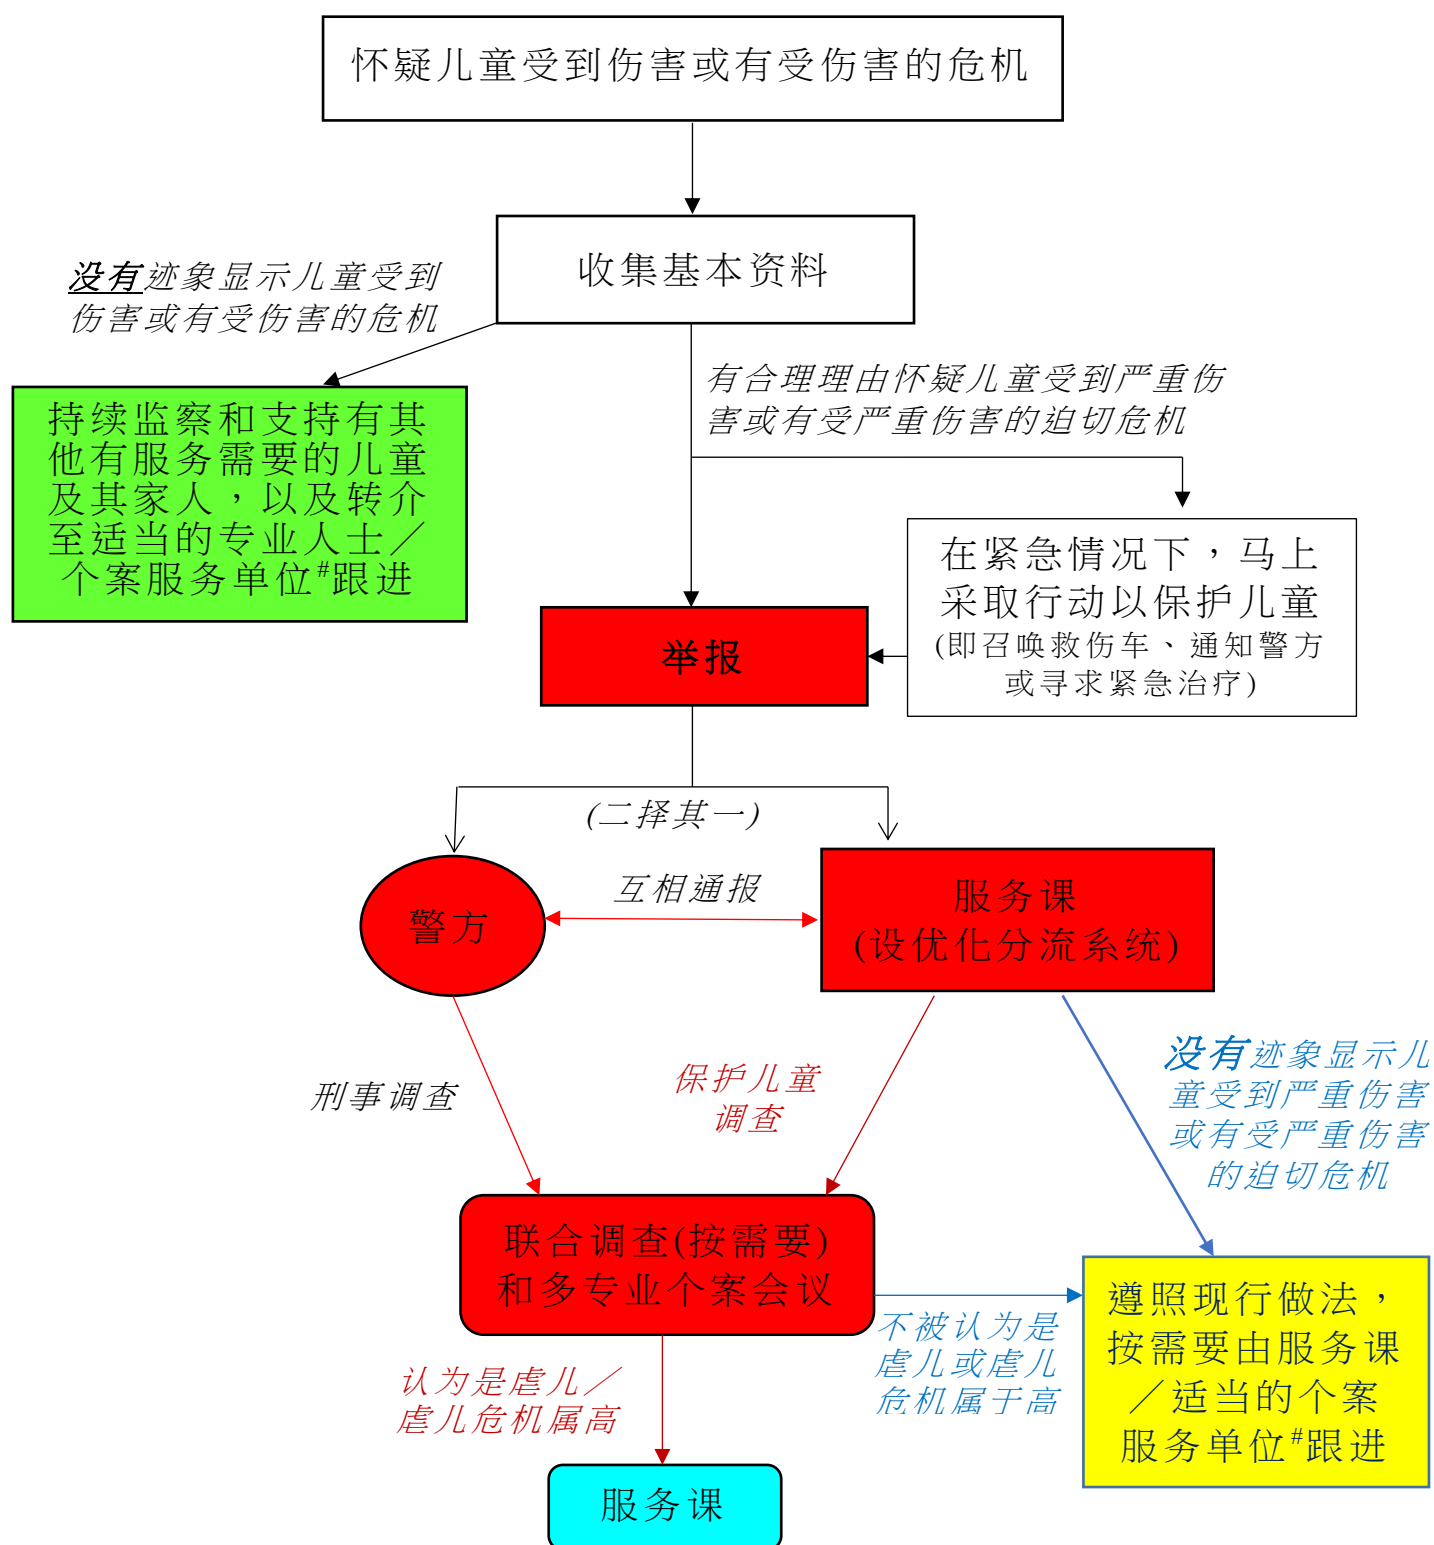 怀疑儿童受到伤害或有受伤害的危机
收集基本资料
没有迹象显示儿童受到
伤害或有受伤害的危机
有合理理由怀疑儿童受到严重伤
害或有受严重伤害的迫切危机
持续监察和支持有其
他有服务需要的儿童
及其家人，以及转介
至适当的专业人士／
个案服务单位#跟进
在紧急情况下，马上
采取行动以保护儿童
(即召唤救伤车、通知警方
或寻求紧急治疗)
举报
(二择其一)
互相通报
警方
服务课
(设优化分流系统)
刑事调查
保护儿童
调查
没有迹象显示儿
童受到严重伤害
或有受严重伤害
的迫切危机
联合调查(按需要)
和多专业个案会议
不被认为是
虐儿或虐儿
危机属于高
遵照现行做法，
按需要由服务课
／适当的个案
服务单位#跟进
认为是虐儿／
虐儿危机属高
服务课